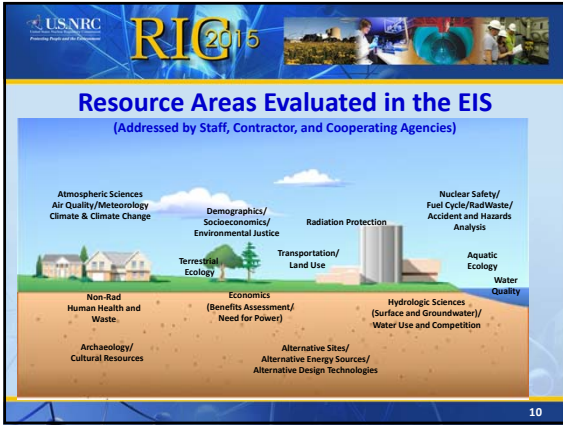 U.S.NRC
United States Nuclear Regulatory Commission
Protecting People and the Environment
RIC 2015
Resource Areas Evaluated in the EIS
(Addressed by Staff, Contractor, and Cooperating Agencies)
Atmospheric Sciences
Air Quality/Meteorology
Climate & Climate Change
Demographics/
Socioeconomics/
Environmental Justice
Radiation Protection
Nuclear Safety/
Fuel Cycle/RadWaste/
Accident and Hazards
Analysis
Terrestrial
Ecology
Transportation/
Land Use
Aquatic
Ecology
Water
Quality
Non-Rad
Human Health and
Waste
Economics
(Benefits Assessment/
Need for Power)
Hydrologic Sciences
(Surface and Groundwater)/
Water Use and Competition
Archaeology/
Cultural Resources
Alternative Sites/
Alternative Energy Sources/
Alternative Design Technologies
10